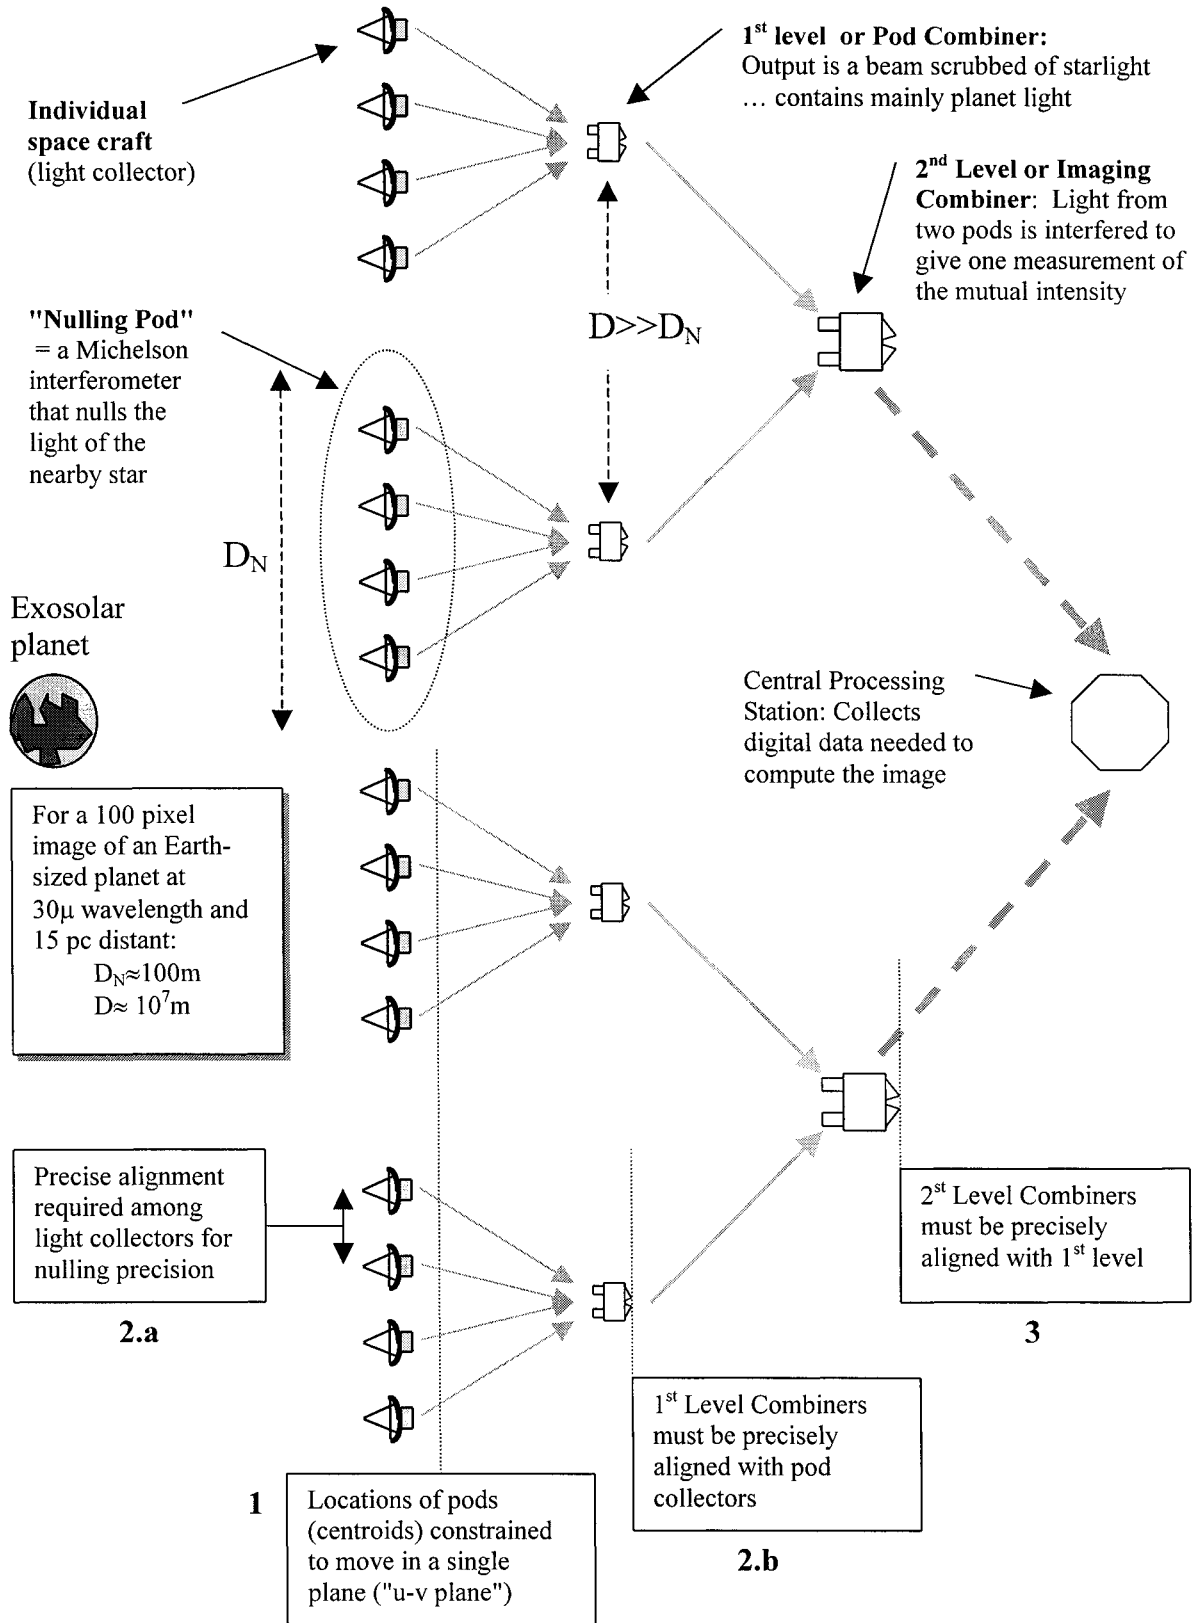 1st level or Pod Combiner:
Output is a beam scrubbed of starlight
… contains mainly planet light
Individual
space craft
(light collector)
2nd Level or Imaging
Combiner: Light from
two pods is interfered to
give one measurement of
the mutual intensity
"Nulling Pod"
= a Michelson
interferometer
that nulls the
light of the
nearby star
D>>DN
DN
Exosolar
planet
Central Processing
Station: Collects
digital data needed to
compute the image
For a 100 pixel
image of an Earth-
sized planet at
30μ wavelength and
15 pc distant:
DN≈100m
D≈ 10^7m
Precise alignment
required among
light collectors for
nulling precision
2.a
2st Level Combiners
must be precisely
aligned with 1st level
3
1st Level Combiners
must be precisely
aligned with pod
collectors
2.b
1
Locations of pods
(centroids) constrained
to move in a single
plane ("u-v plane")